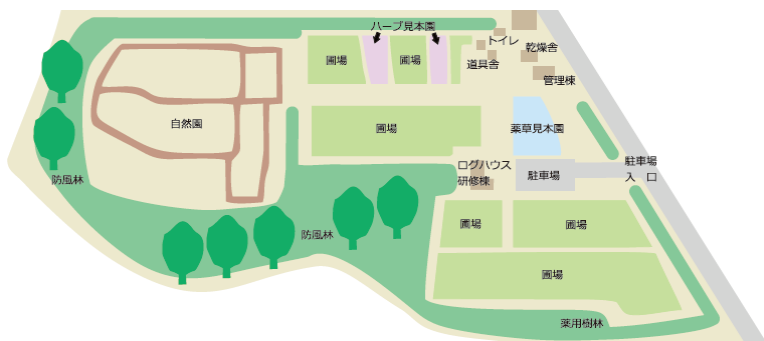 ハーブ見本園
トイレ
圃場
圃場
乾燥舎
道具舎
管理棟
自然園
圃場
薬草見本園
防風林
ログハウス
研修棟
駐車場
駐車場
入　口
防風林
圃場
圃場
圃場
薬用樹林